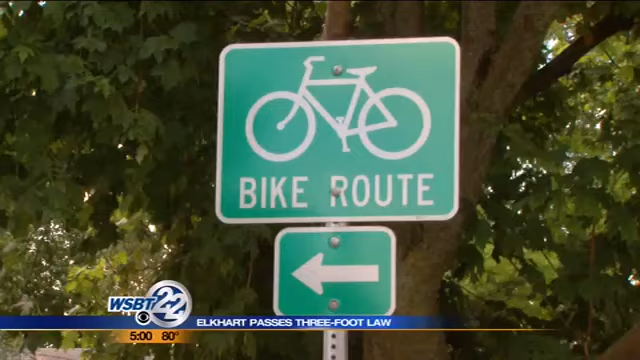 BIKE ROUTE
WSBT 22
ELKHART PASSES THREE-FOOT LAW
5:00 80°